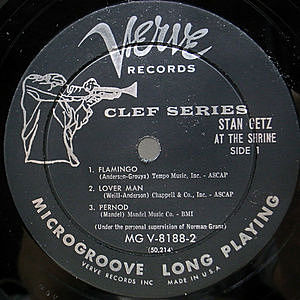 Verve
RECORDS
CLEF SERIES
STAN GETZ
AT THE SHRINE
SIDE 1
1. FLAMINGO
(Anderson-Grouya) Tempo Music, Inc. - ASCAP
2. LOVER MAN
(Weill-Anderson) Chappell & Co., Inc. - ASCAP
3. PERNOD
(Mandel) Mandel Music Co. - BMI
(Under the personal supervision of Norman Granz)
MG V-8188-2
(50,214)
MICROGROOVE LONG PLAYING
VERVE RECORDS INC. MADE IN U.S.A.